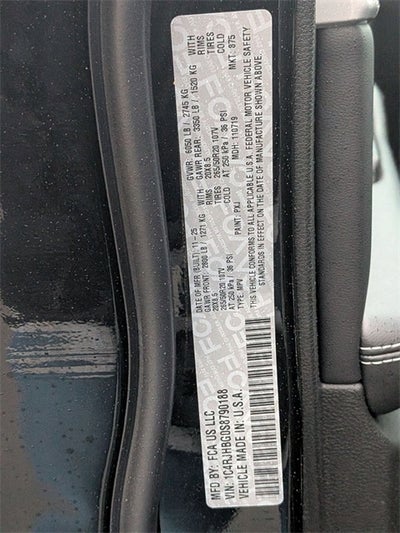 MFD BY: FCA US LLC
DATE OF MFR (BUILT): 11-25
GVWR: 6050 LB / 2745 KG
GAWR FRONT: 2800 LB / 1271 KG
WITH
20X8.5
RIMS
265/50R20 107V
TIRES
AT 250 kPa / 36 PSI
COLD
GAWR REAR: 3350 LB / 1520 KG
WITH
20X8.5
RIMS
265/50R20 107V
TIRES
AT 250 kPa / 36 PSI
COLD
VIN: 1C4RJHBG0S8790188
TYPE: MPV
PAINT: PXJ
MDH: 110719
MKT: 875
VEHICLE MADE IN: U.S.A.
THIS VEHICLE CONFORMS TO ALL APPLICABLE U.S.A. FEDERAL MOTOR VEHICLE SAFETY
STANDARDS IN EFFECT ON THE DATE OF MANUFACTURE SHOWN ABOVE.